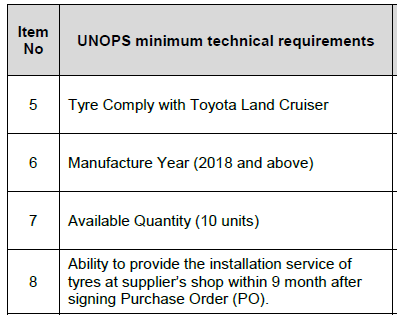 Item
No
UNOPS minimum technical requirements
5
Tyre Comply with Toyota Land Cruiser
6
Manufacture Year (2018 and above)
7
Available Quantity (10 units)
8
Ability to provide the installation service of
tyres at supplier's shop within 9 month after
signing Purchase Order (PO).